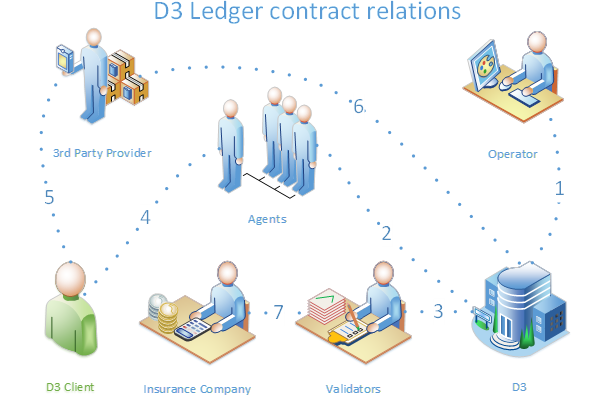 D3 Ledger contract relations
6.
3rd Party Provider
Operator
5
1
4
Agents
2
7
3
D3 Client
Insurance Company
Validators
D3